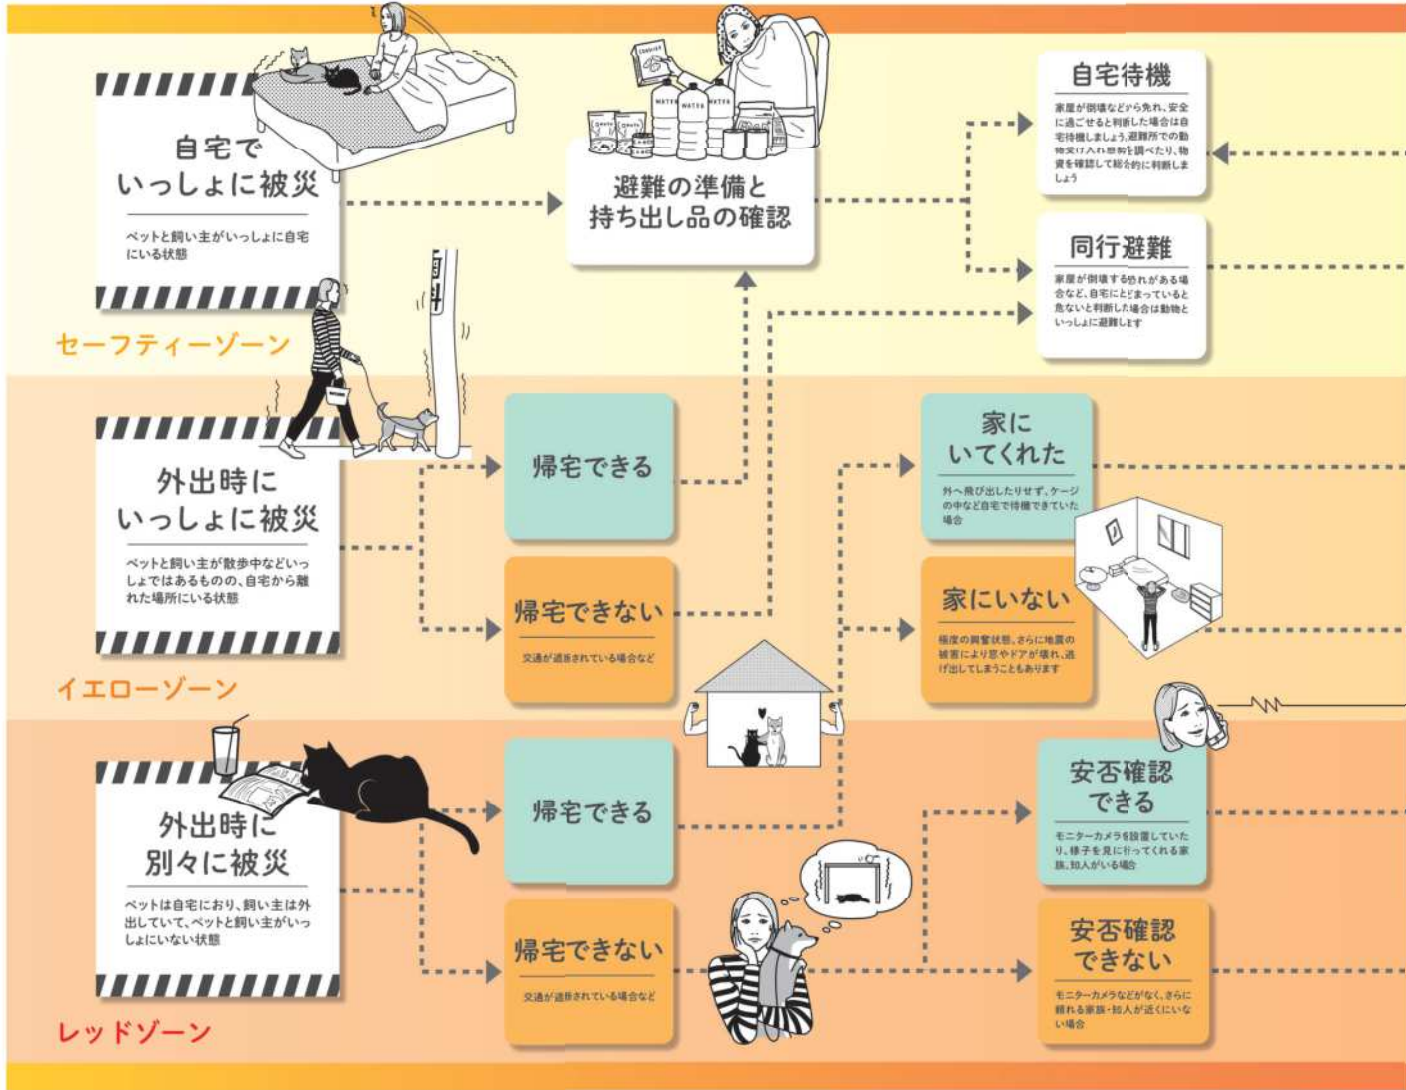 自宅で
いっしょに被災
ペットと飼い主がいっしょに自宅
にいる状態
セーフティーゾーン
COOKIES
WATER
WATER
WATER
避難の準備と
持ち出し品の確認
自宅待機
家屋が倒壊などから免れ、安全
に過ごせると判断した場合は自
宅待機しましょう。避難所での動
物受け入れ態勢を調べたり、物
資を確認して総合的に判断しま
しょう
同行避難
家屋が倒壊する恐れがある場
合など、自宅にとどまっていると
危ないと判断した場合は動物と
いっしょに避難します
外出時に
いっしょに被災
ペットと飼い主が散歩中などいっ
しょではあるものの、自宅から離
れた場所にいる状態
イエローゾーン
帰宅できる
帰宅できない
交通が遮断されている場合など
家に
いてくれた
外へ飛び出したりせず、ケージ
の中など自宅で待機できていた
場合
家にいない
極度の興奮状態、さらに地震の
被害により窓やドアが壊れ、逃
げ出してしまうこともあります
外出時に
別々に被災
ペットは自宅におり、飼い主は外
出していて、ペットと飼い主がいっ
しょにいない状態
レッドゾーン
帰宅できる
帰宅できない
交通が遮断されている場合など
安否確認
できる
モニターカメラを設置していた
り、様子を見に行ってくれる家
族、知人がいる場合
安否確認
できない
モニターカメラなどがなく、さらに
頼れる家族・知人が近くにいな
い場合